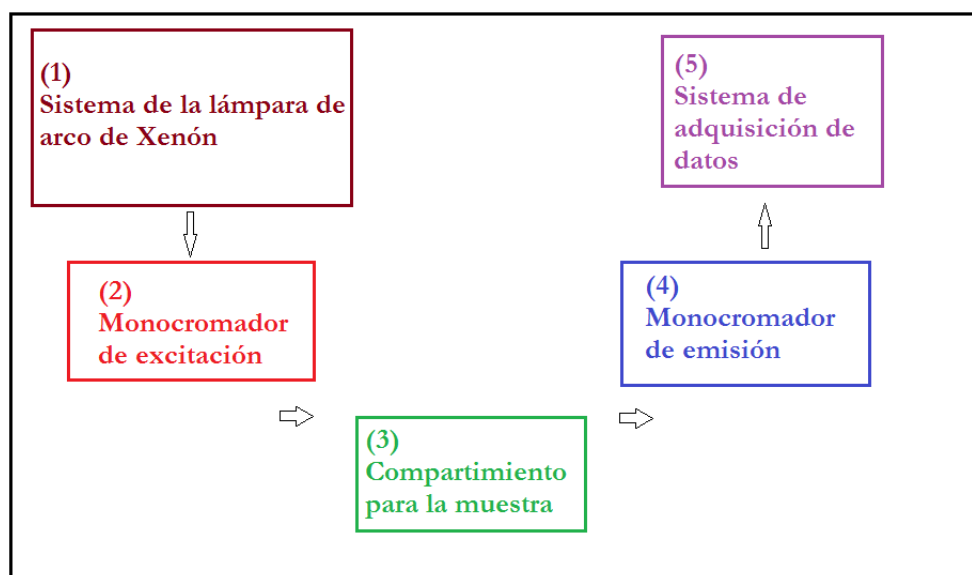 (1)
Sistema de la lámpara de
arco de Xenón
(2)
Monocromador
de excitación
(3)
Compartimiento
para la muestra
(4)
Monocromador
de emisión
(5)
Sistema de
adquisición de
datos